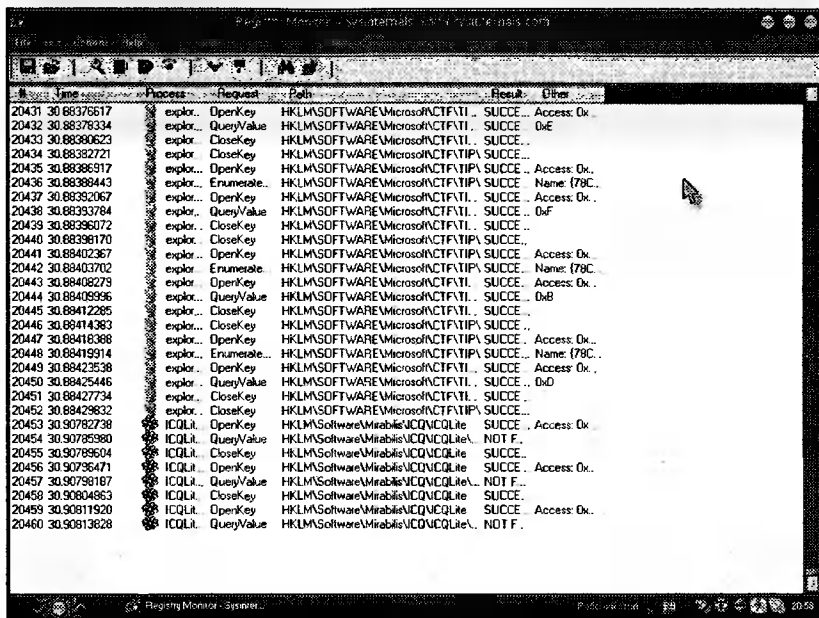 Registry Monitor - Sysinternals:
# Time Process Request Path Result Other
20431 30.88376617 explor... OpenKey HKLM\SOFTWARE\Microsoft\CTF\TI... SUCCE... Access: 0x...
20432 30.88378334 explor... QueryValue HKLM\SOFTWARE\Microsoft\CTF\TI... SUCCE... 0xE
20433 30.88380623 explor... CloseKey HKLM\SOFTWARE\Microsoft\CTF\TI... SUCCE...
20434 30.88382721 explor... CloseKey HKLM\SOFTWARE\Microsoft\CTF\TIP\ SUCCE...
20435 30.88386917 explor... OpenKey HKLM\SOFTWARE\Microsoft\CTF\TIP\ SUCCE... Access: 0x...
20436 30.88388443 explor... Enumerate... HKLM\SOFTWARE\Microsoft\CTF\TIP\ SUCCE... Name: {78C...
20437 30.88392067 explor... OpenKey HKLM\SOFTWARE\Microsoft\CTF\TI... SUCCE... Access: 0x...
20438 30.88393784 explor... QueryValue HKLM\SOFTWARE\Microsoft\CTF\TI... SUCCE... 0xF
20439 30.88396072 explor... CloseKey HKLM\SOFTWARE\Microsoft\CTF\TI... SUCCE...
20440 30.88398170 explor... CloseKey HKLM\SOFTWARE\Microsoft\CTF\TIP\ SUCCE...
20441 30.88402367 explor... OpenKey HKLM\SOFTWARE\Microsoft\CTF\TIP\ SUCCE... Access: 0x...
20442 30.88403702 explor... Enumerate... HKLM\SOFTWARE\Microsoft\CTF\TIP\ SUCCE... Name: {78C...
20443 30.88408279 explor... OpenKey HKLM\SOFTWARE\Microsoft\CTF\TI... SUCCE... Access: 0x...
20444 30.88409996 explor... QueryValue HKLM\SOFTWARE\Microsoft\CTF\TI... SUCCE... 0xB
20445 30.88412285 explor... CloseKey HKLM\SOFTWARE\Microsoft\CTF\TI... SUCCE...
20446 30.88414383 explor... CloseKey HKLM\SOFTWARE\Microsoft\CTF\TIP\ SUCCE...
20447 30.88418388 explor... OpenKey HKLM\SOFTWARE\Microsoft\CTF\TIP\ SUCCE... Access: 0x...
20448 30.88419914 explor... Enumerate... HKLM\SOFTWARE\Microsoft\CTF\TIP\ SUCCE... Name: {78C...
20449 30.88423538 explor... OpenKey HKLM\SOFTWARE\Microsoft\CTF\TI... SUCCE... Access: 0x...
20450 30.88425446 explor... QueryValue HKLM\SOFTWARE\Microsoft\CTF\TI... SUCCE... 0xD
20451 30.88427734 explor... CloseKey HKLM\SOFTWARE\Microsoft\CTF\TI... SUCCE...
20452 30.88429832 explor... CloseKey HKLM\SOFTWARE\Microsoft\CTF\TIP\ SUCCE...
20453 30.90782738 ICQLit... OpenKey HKLM\Software\Mirabilis\ICQ\ICQLite SUCCE... Access: 0x...
20454 30.90785980 ICQLit... QueryValue HKLM\Software\Mirabilis\ICQ\ICQLite\... NOT F...
20455 30.90789604 ICQLit... CloseKey HKLM\Software\Mirabilis\ICQ\ICQLite SUCCE...
20456 30.90796471 ICQLit... OpenKey HKLM\Software\Mirabilis\ICQ\ICQLite SUCCE... Access: 0x...
20457 30.90798187 ICQLit... QueryValue HKLM\Software\Mirabilis\ICQ\ICQLite\... NOT F...
20458 30.90804863 ICQLit... CloseKey HKLM\Software\Mirabilis\ICQ\ICQLite SUCCE...
20459 30.90811920 ICQLit... OpenKey HKLM\Software\Mirabilis\ICQ\ICQLite SUCCE... Access: 0x...
20460 30.90813828 ICQLit... QueryValue HKLM\Software\Mirabilis\ICQ\ICQLite\... NOT F...
Registry Monitor - Sysinter... 20:58